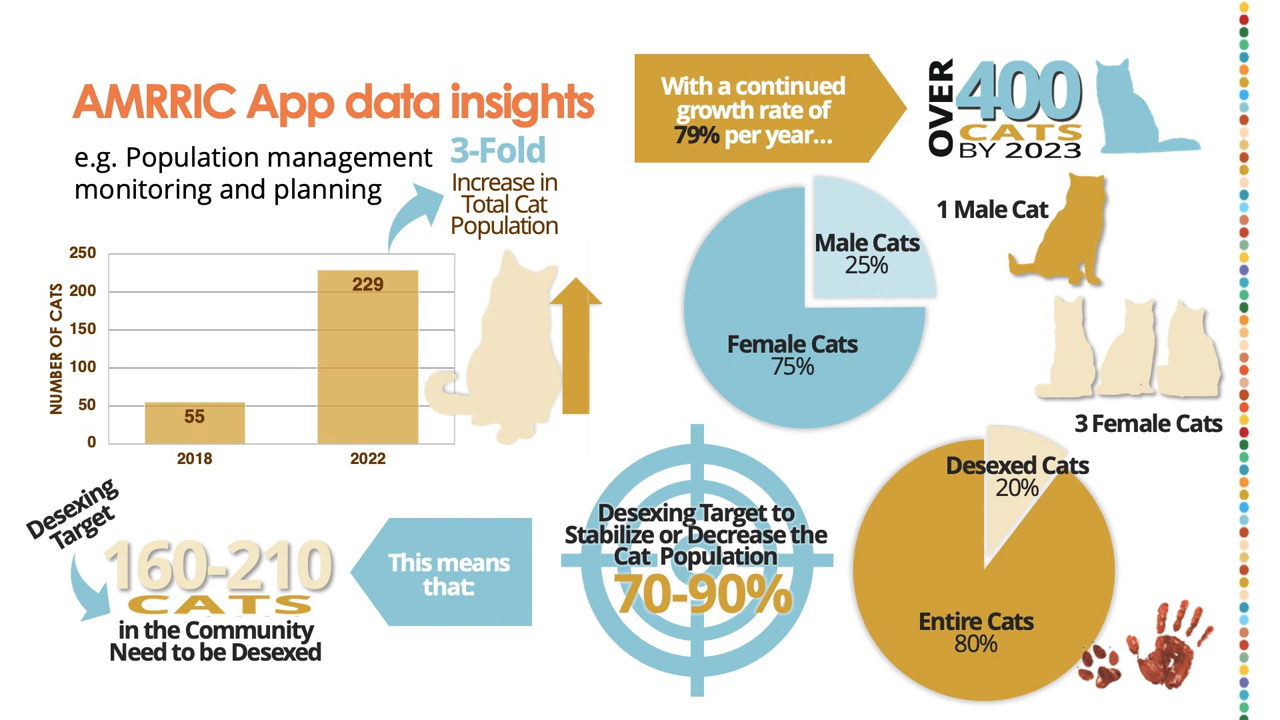 AMRRIC App data insights
e.g. Population management
monitoring and planning
3-Fold
Increase in
Total Cat
Population
NUMBER OF CATS
250
200
150
100
50
0
229
55
2018
2022
With a continued
growth rate of
79% per year...
OVER
400
CATS
BY 2023
Male Cats
25%
Female Cats
75%
1 Male Cat
3 Female Cats
Desexed Cats
20%
Entire Cats
80%
Desexing Target to
Stabilize or Decrease the
Cat Population
70-90%
This means
that:
Desexing
Target
160-210
CATS
in the Community
Need to be Desexed